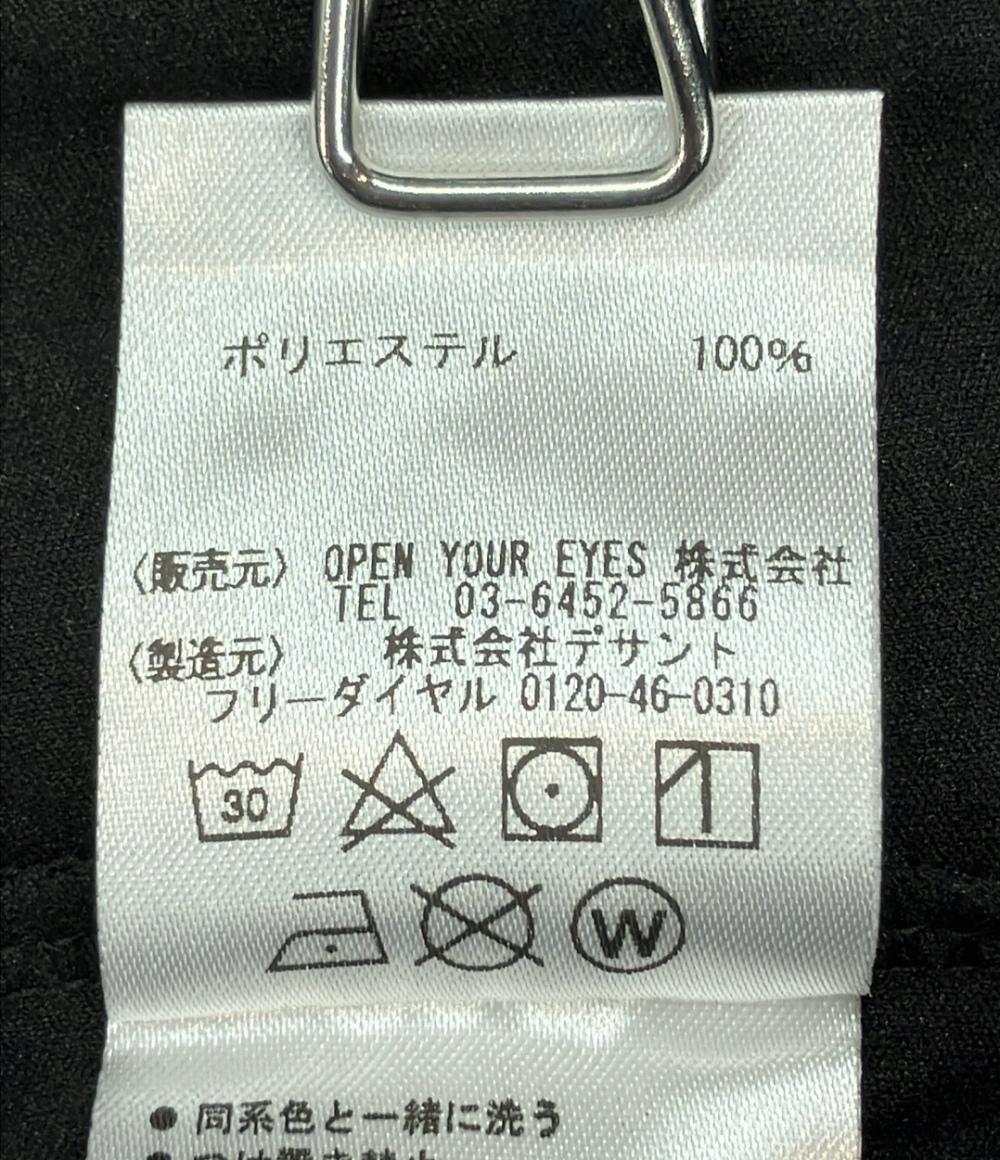 ポリエステル 100%
〈販売元〉 OPEN YOUR EYES 株式会社
TEL 03-6452-5866
〈製造元〉 株式会社デサント
フリーダイヤル 0120-46-0310
30
W
● 同系色と一緒に洗う